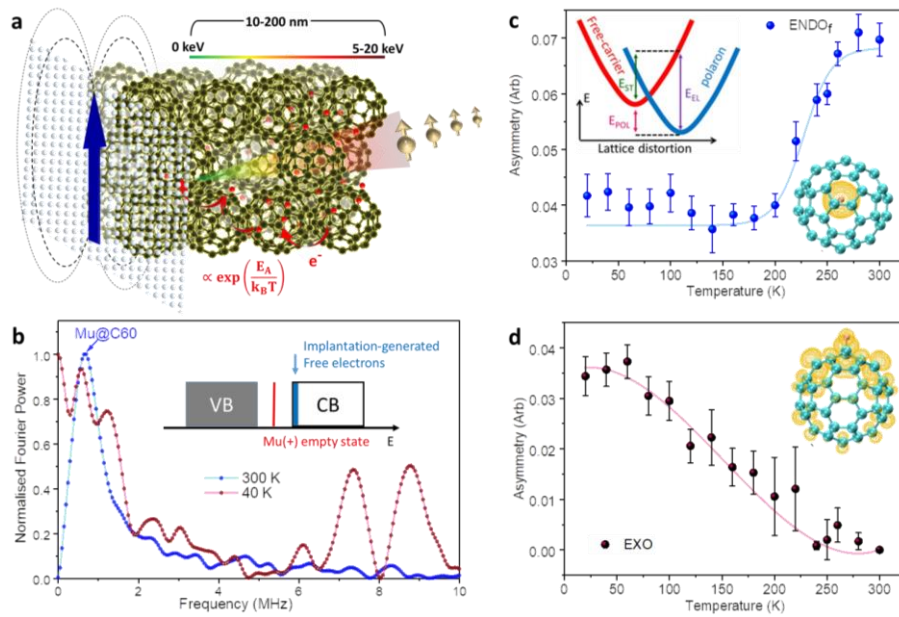 a
10-200 nm
0 keV
5-20 keV
∝ exp(E_A/k_BT)
e⁻
b
Mu@C60
Implantation-generated
Free electrons
VB
CB
E
Mu(+) empty state
300 K
40 K
Normalised Fourier Power
1.0
0.8
0.6
0.4
0.2
0.0
0
2
4
6
8
10
Frequency (MHz)
c
ENDO_f
Free-carrier
polaron
E
E_ST
E_EL
E_POL
Lattice distortion
Asymmetry (Arb)
0.07
0.06
0.05
0.04
0.03
0
50
100
150
200
250
300
Temperature (K)
d
EXO
Asymmetry (Arb)
0.04
0.03
0.02
0.01
0.00
0
50
100
150
200
250
300
Temperature (K)